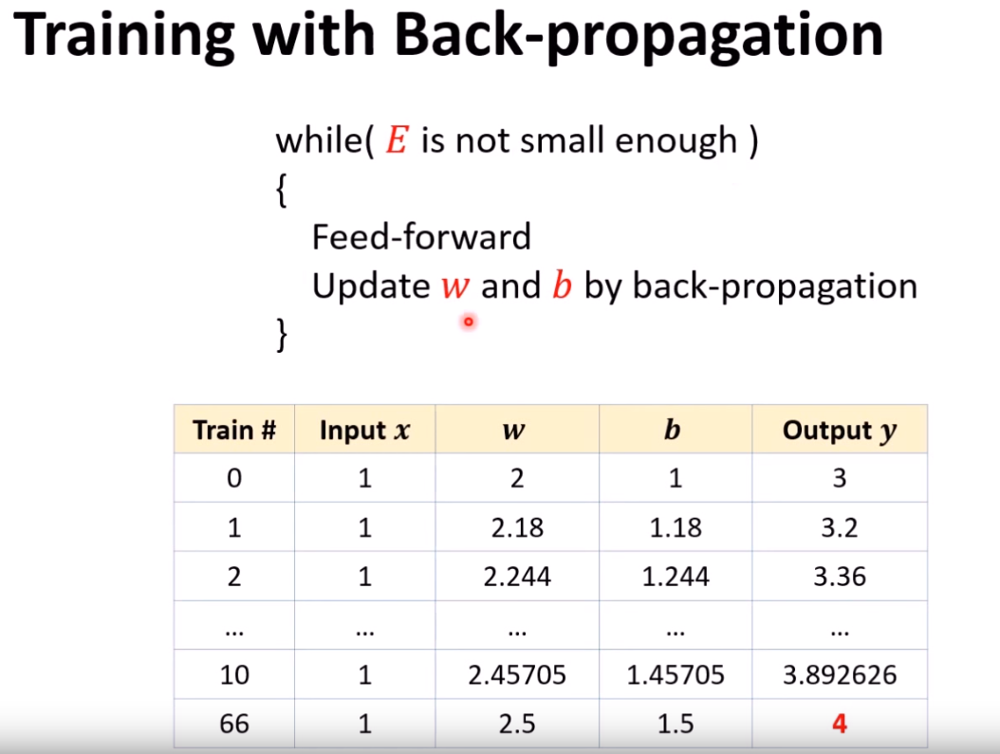 Training with Back-propagation
while( E is not small enough )
{
Feed-forward
Update w and b by back-propagation
}
Train # Input x w b Output y
0 1 2 1 3
1 1 2.18 1.18 3.2
2 1 2.244 1.244 3.36
... ... ... ... ...
10 1 2.45705 1.45705 3.892626
66 1 2.5 1.5 4